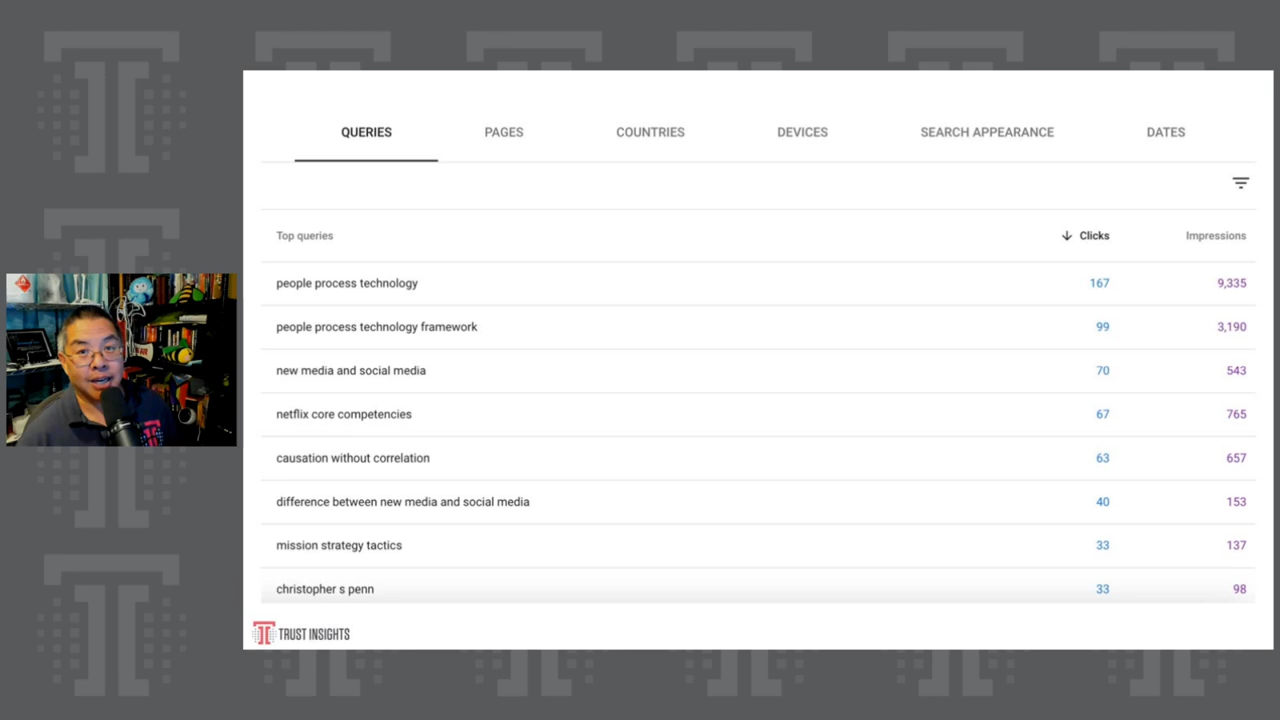 QUERIES PAGES COUNTRIES DEVICES SEARCH APPEARANCE DATES
Top queries Clicks Impressions
people process technology 167 9,335
people process technology framework 99 3,190
new media and social media 70 543
netflix core competencies 67 765
causation without correlation 63 657
difference between new media and social media 40 153
mission strategy tactics 33 137
christopher s penn 33 98
TRUST INSIGHTS